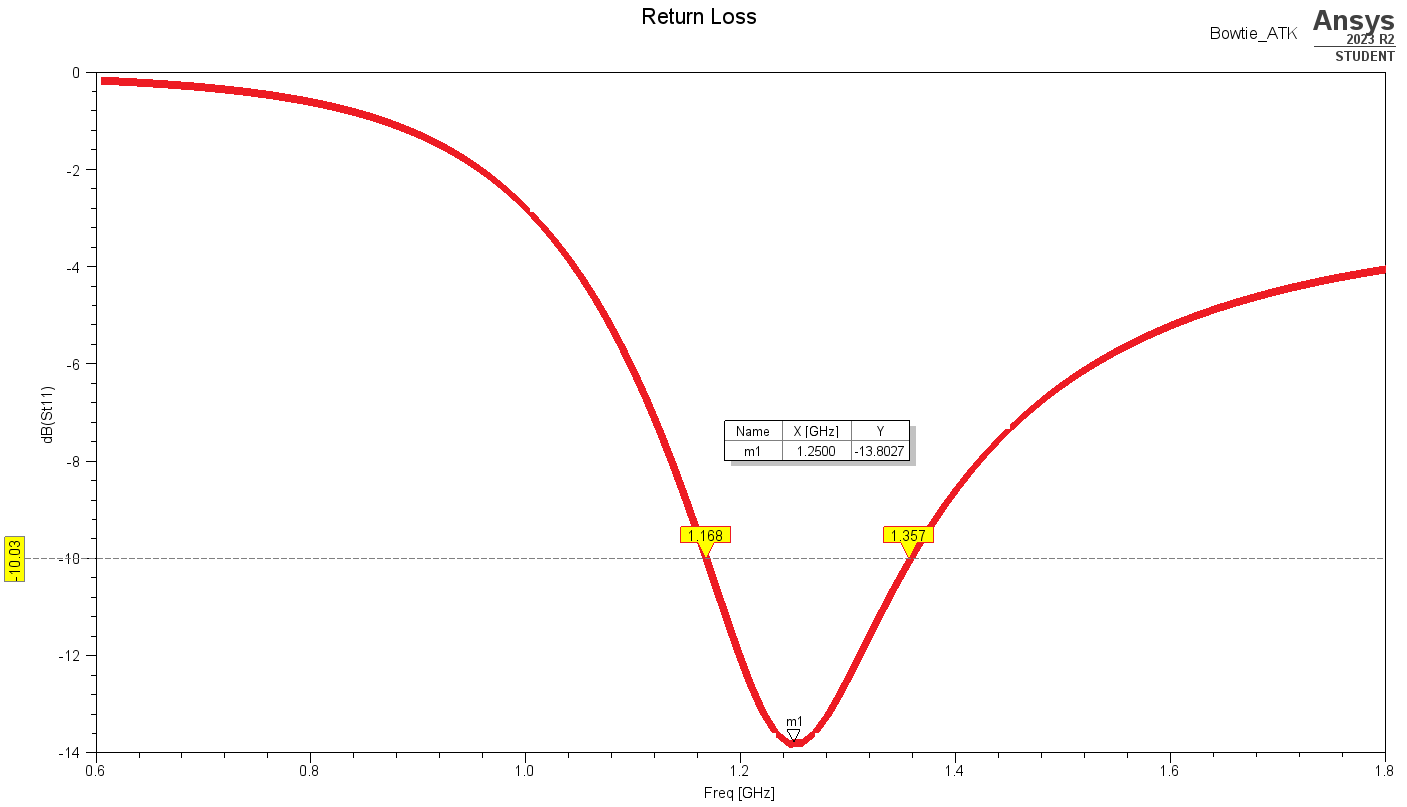 Return Loss
Bowtie_ATK
Ansys
2023 R2
STUDENT
0
-2
-4
-6
-8
-10
-12
-14
dB(St11)
-10.03
Name X [GHz] Y
m1 1.2500 -13.8027
1.168
1.357
m1
0.6 0.8 1.0 1.2 1.4 1.6 1.8
Freq [GHz]